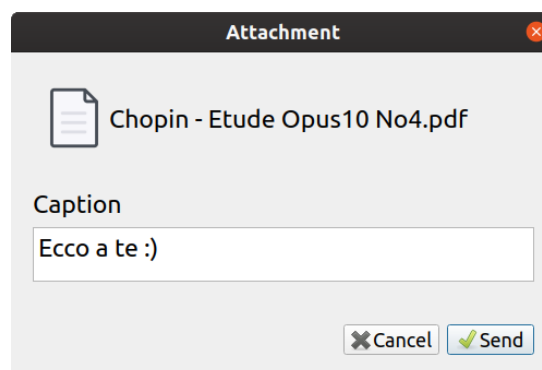 Attachment
Chopin - Etude Opus10 No4.pdf
Caption
Ecco a te :)
Cancel Send